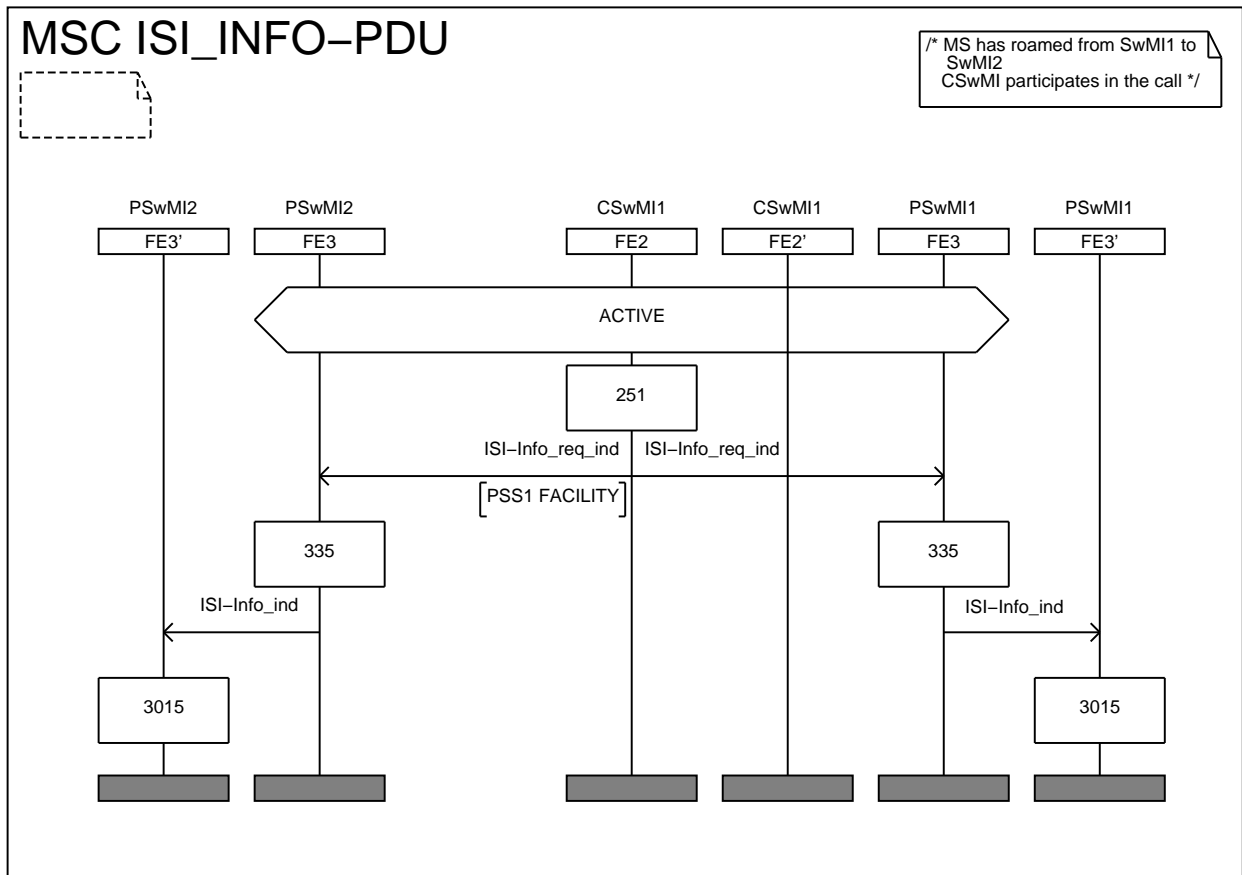 MSC ISI_INFO–PDU
/* MS has roamed from SwMI1 to
SwMI2
CSwMI participates in the call */
PSwMI2 PSwMI2 CSwMI1 CSwMI1 PSwMI1 PSwMI1
FE3' FE3 FE2 FE2' FE3 FE3'
ACTIVE
251
ISI–Info_req_ind ISI–Info_req_ind
PSS1 FACILITY
335 335
ISI–Info_ind ISI–Info_ind
3015 3015